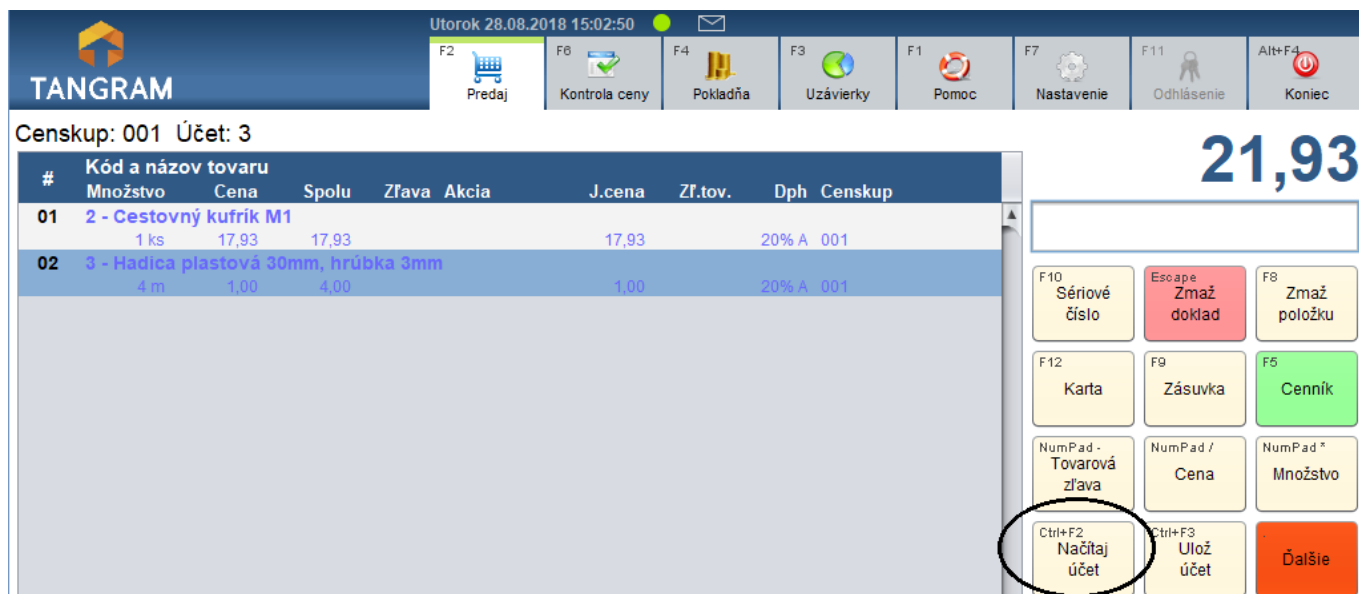 Utorok 28.08.2018 15:02:50
TANGRAM
F2
Predaj
F6
Kontrola ceny
F4
Pokladňa
F3
Uzávierky
F1
Pomoc
F7
Nastavenie
F11
Odhlásenie
Alt+F4
Koniec
Censkup: 001 Účet: 3
21,93
# Kód a názov tovaru
Množstvo Cena Spolu Zľava Akcia J.cena Zľ.tov. Dph Censkup
01 2 - Cestovný kufrík M1
1 ks 17,93 17,93 17,93 20% A 001
02 3 - Hadica plastová 30mm, hrúbka 3mm
4 m 1,00 4,00 1,00 20% A 001
F10
Sériové
číslo
Escape
Zmaž
doklad
F8
Zmaž
položku
F12
Karta
F9
Zásuvka
F5
Cenník
NumPad -
Tovarová
zľava
NumPad /
Cena
NumPad *
Množstvo
Ctrl+F2
Načítaj
účet
Ctrl+F3
Ulož
účet
.
Ďalšie